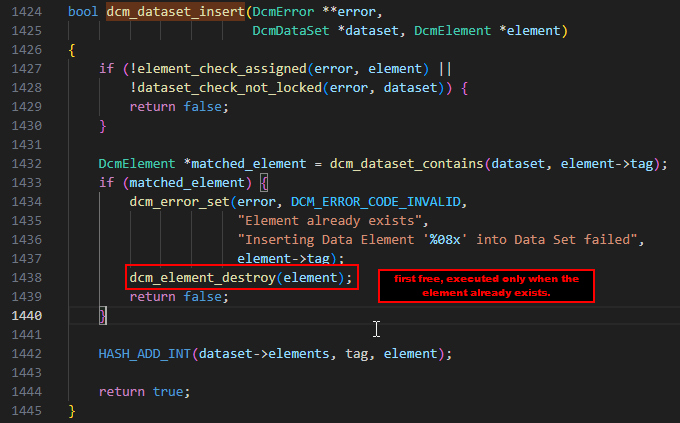 1424 bool dcm_dataset_insert(DcmError **error,
1425 DcmDataSet *dataset, DcmElement *element)
1426 {
1427 if (!element_check_assigned(error, element) ||
1428 !dataset_check_not_locked(error, dataset)) {
1429 return false;
1430 }
1431
1432 DcmElement *matched_element = dcm_dataset_contains(dataset, element->tag);
1433 if (matched_element) {
1434 dcm_error_set(error, DCM_ERROR_CODE_INVALID,
1435 "Element already exists",
1436 "Inserting Data Element '%08x' into Data Set failed",
1437 element->tag);
1438 dcm_element_destroy(element);
first free, executed only when the
element already exists.
1439 return false;
1440 }
1441
1442 HASH_ADD_INT(dataset->elements, tag, element);
1443
1444 return true;
1445 }